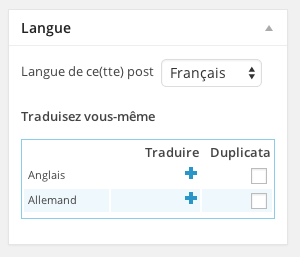 Langue
Langue de ce(tte) post Français
Traduisez vous-même
Traduire Duplicata
Anglais
Allemand